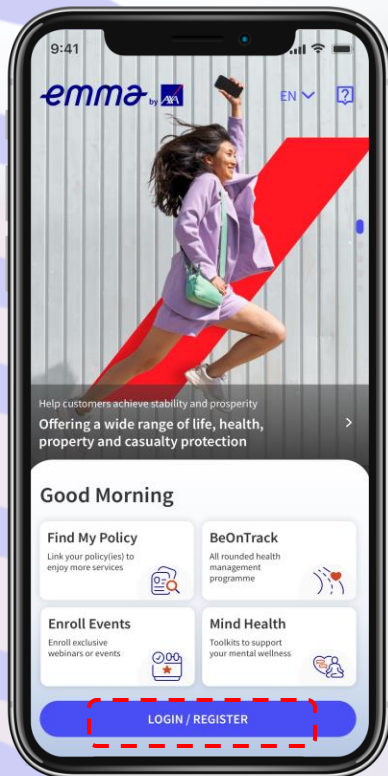 9:41
emma by AXA
EN
?
Help customers achieve stability and prosperity
Offering a wide range of life, health,
property and casualty protection
Good Morning
Find My Policy
Link your policy(ies) to
enjoy more services
BeOnTrack
All rounded health
management
programme
Enroll Events
Enroll exclusive
webinars or events
Mind Health
Toolkits to support
your mental wellness
LOGIN / REGISTER